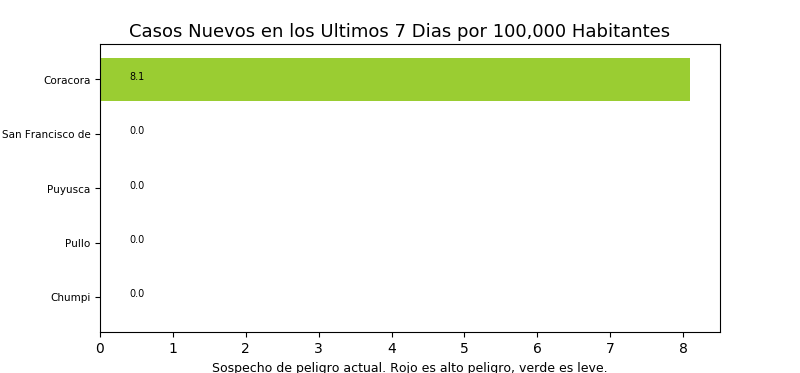 Casos Nuevos en los Ultimos 7 Dias por 100,000 Habitantes
Coracora
8.1
San Francisco de
0.0
Puyusca
0.0
Pullo
0.0
Chumpi
0.0
0 1 2 3 4 5 6 7 8
Sospecho de peligro actual. Rojo es alto peligro, verde es leve.